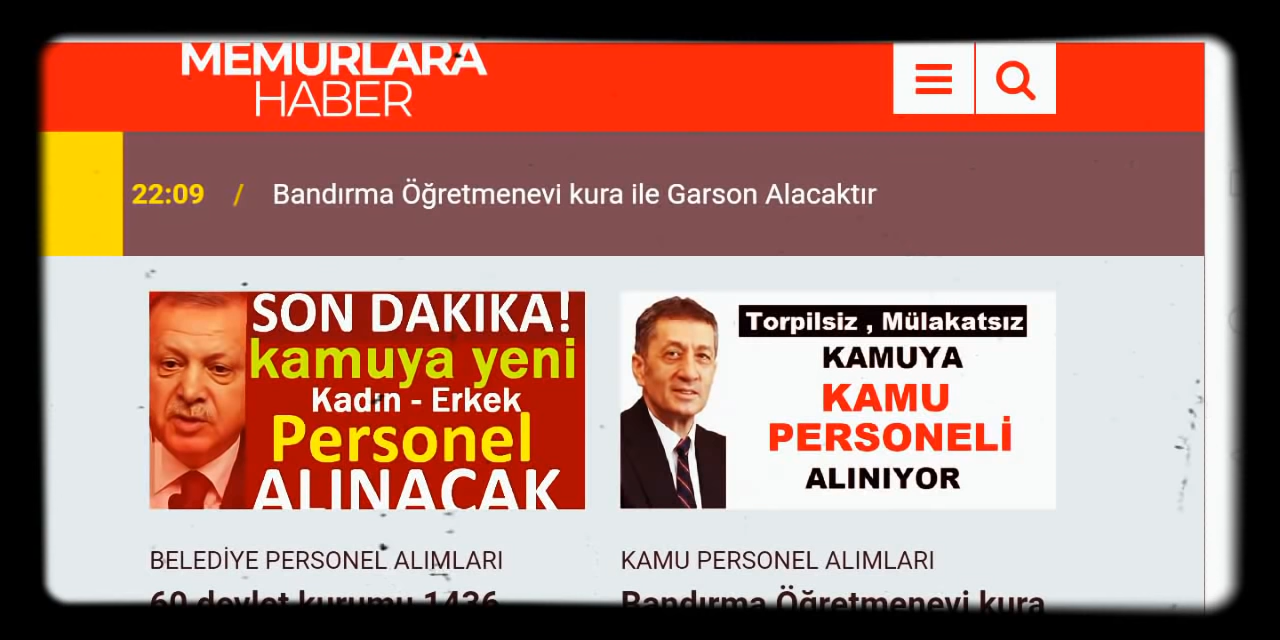 MEMURLARA
HABER
22:09 / Bandırma Öğretmenevi kura ile Garson Alacaktır
SON DAKIKA!
kamuya yeni
Kadın - Erkek
Personel
ALINACAK
Torpilsiz , Mülakatsız
KAMUYA
KAMU
PERSONELİ
ALINIYOR
BELEDİYE PERSONEL ALIMLARI
KAMU PERSONEL ALIMLARI
60 devlet kurumu 1436
Bandırma Öğretmenevi kura